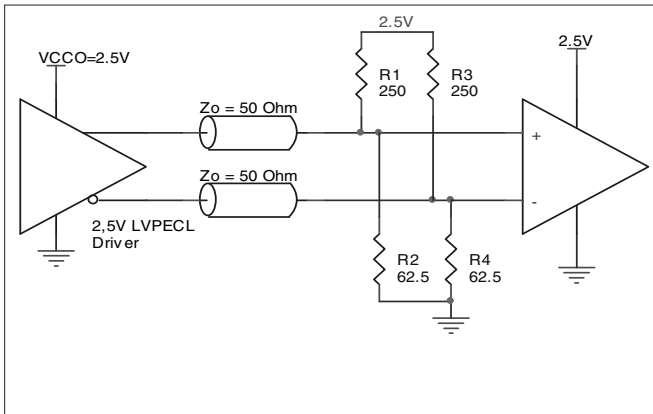 2.5V
VCCO=2.5V
2.5V
R1
250
R3
250
Zo = 50 Ohm
+
Zo = 50 Ohm
-
2,5V LVPECL
Driver
R2
62.5
R4
62.5